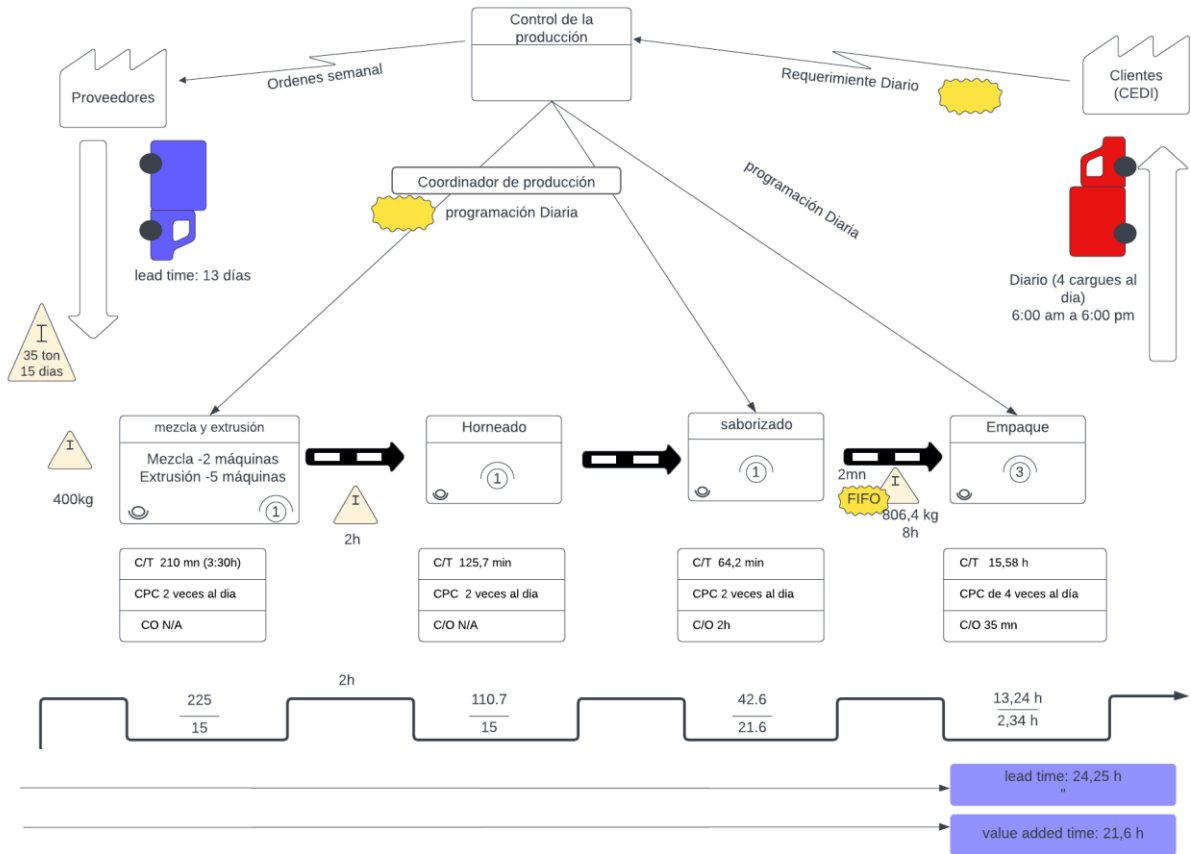 Control de la
producción
Ordenes semanal
Requerimiente Diario
Proveedores
Clientes
(CEDI)
Coordinador de producción
programación Diaria
programación Diaria
lead time: 13 días
Diario (4 cargues al
dia)
6:00 am a 6:00 pm
I
35 ton
15 dias
mezcla y extrusión
Mezcla -2 máquinas
Extrusión -5 máquinas
1
Horneado
1
saborizado
1
Empaque
3
I
400kg
I
2h
2mn
FIFO
I
806,4 kg
8h
C/T 210 mn (3:30h)
CPC 2 veces al dia
CO N/A
C/T 125,7 min
CPC 2 veces al dia
C/O N/A
C/T 64,2 min
CPC 2 veces al dia
C/O 2h
C/T 15,58 h
CPC de 4 veces al día
C/O 35 mn
2h
225
15
110.7
15
42.6
21.6
13,24 h
2,34 h
lead time: 24,25 h
"
value added time: 21,6 h